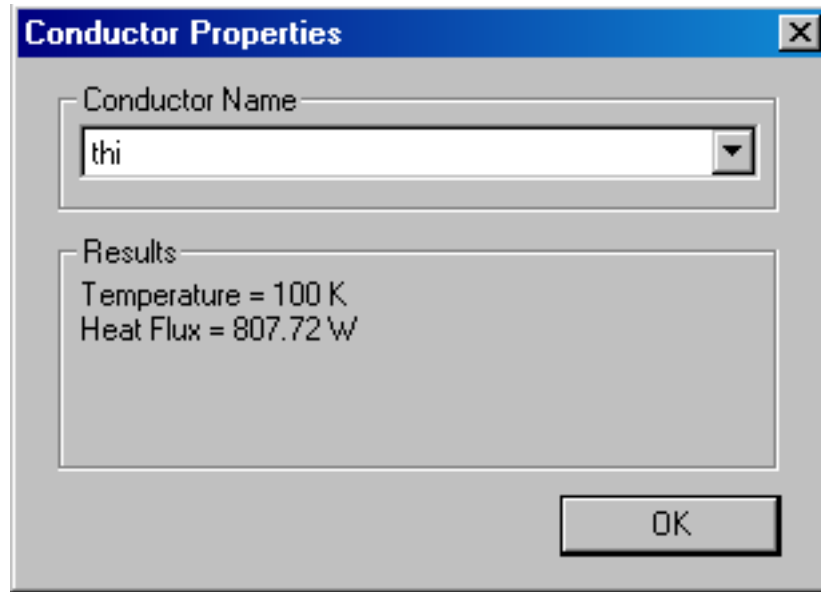 Conductor Properties
Conductor Name
thi
Results
Temperature = 100 K
Heat Flux = 807.72 W
OK